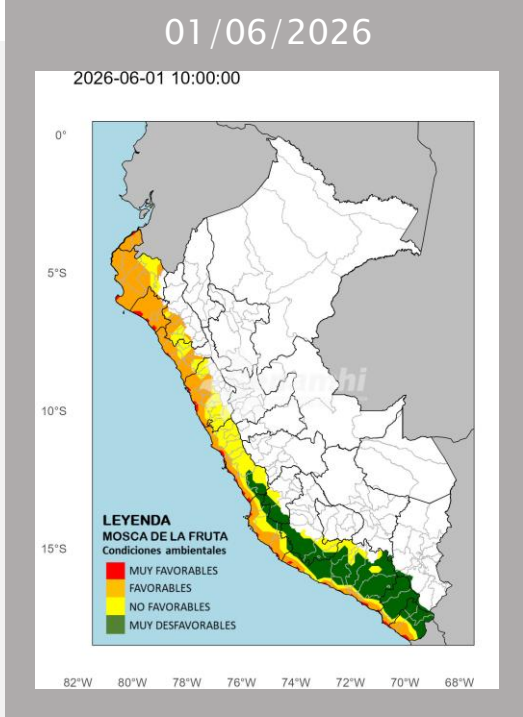 01/06/2026
2026-06-01 10:00:00
0°
5°S
10°S
15°S
senamhi
LEYENDA
MOSCA DE LA FRUTA
Condiciones ambientales
MUY FAVORABLES
FAVORABLES
NO FAVORABLES
MUY DESFAVORABLES
82°W 80°W 78°W 76°W 74°W 72°W 70°W 68°W